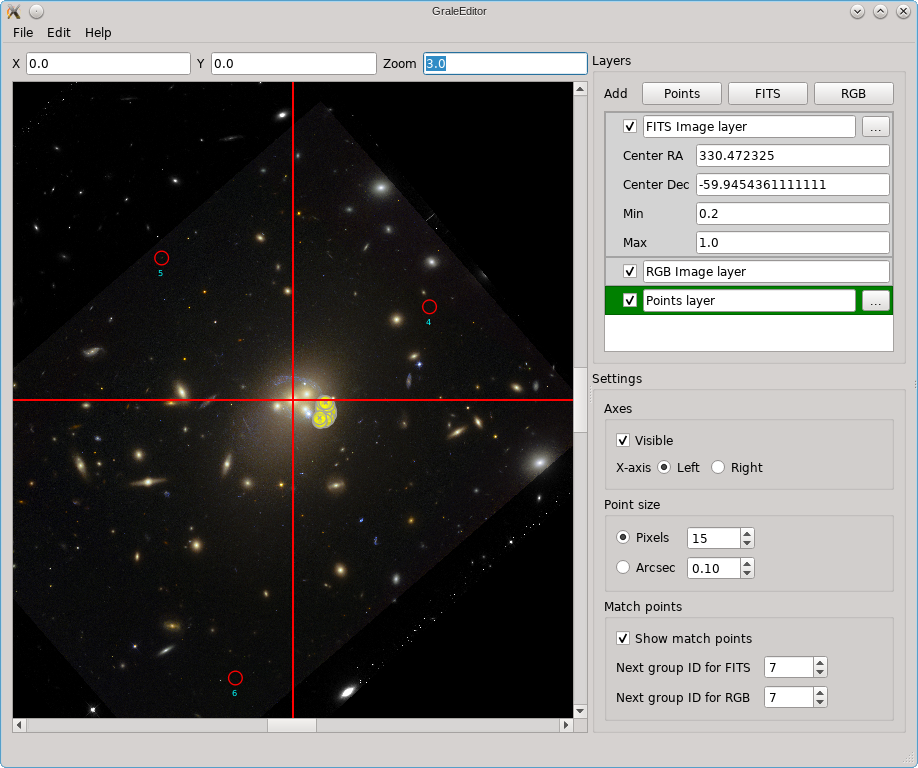 GraleEditor
File Edit Help
X 0.0 Y 0.0 Zoom 3.0
Layers
Add Points FITS RGB
FITS Image layer ...
Center RA 330.472325
Center Dec -59.9454361111111
Min 0.2
Max 1.0
RGB Image layer
Points layer ...
5
4
6
Settings
Axes
Visible
X-axis Left Right
Point size
Pixels 15
Arcsec 0.10
Match points
Show match points
Next group ID for FITS 7
Next group ID for RGB 7